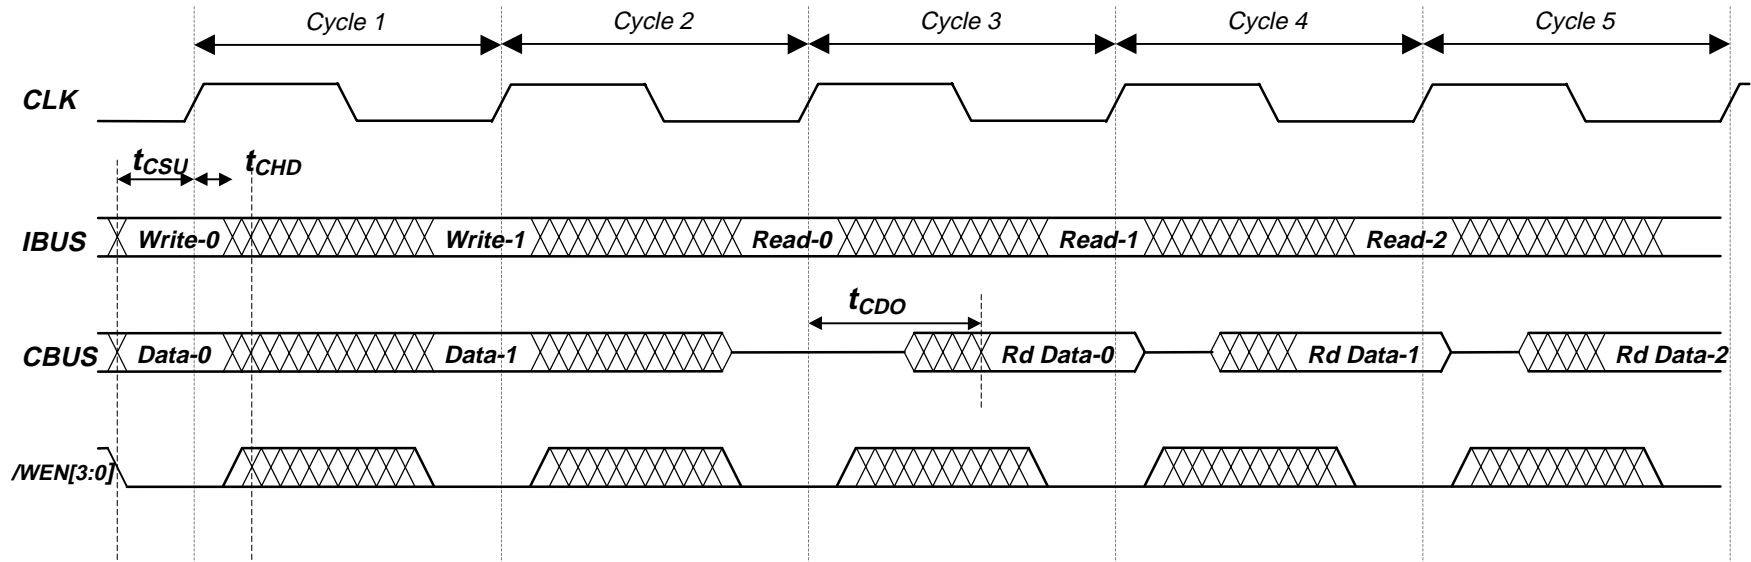 Cycle 1 Cycle 2 Cycle 3 Cycle 4 Cycle 5
CLK
tCSU tCHD
IBUS Write-0 Write-1 Read-0 Read-1 Read-2
tCDO
CBUS Data-0 Data-1 Rd Data-0 Rd Data-1 Rd Data-2
/WEN[3:0]